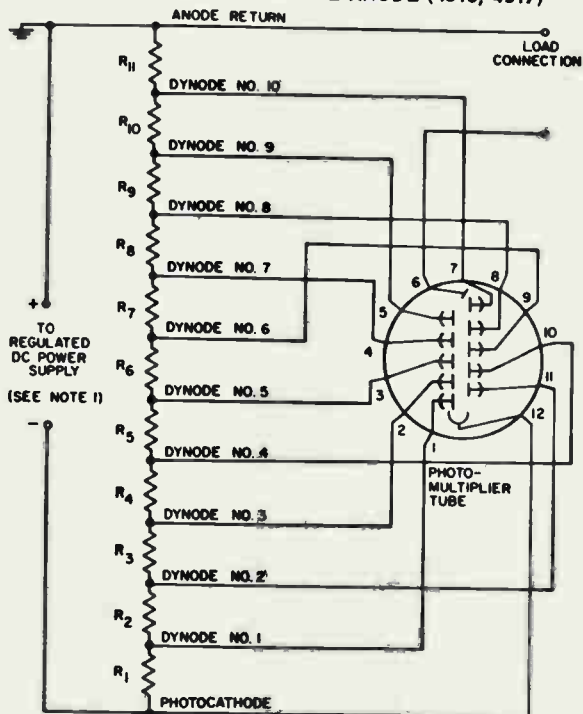 ANODE (4516, 4517)
ANODE RETURN
LOAD
CONNECTION
R11
DYNODE NO. 10
R10
DYNODE NO. 9
R9
DYNODE NO. 8
R8
DYNODE NO. 7
R7
DYNODE NO. 6
R6
DYNODE NO. 5
R5
DYNODE NO. 4
R4
DYNODE NO. 3
R3
DYNODE NO. 2
R2
DYNODE NO. 1
R1
PHOTOCATHODE
+
TO
REGULATED
DC POWER
SUPPLY
(SEE NOTE 1)
-
1
2
3
4
5
6
7
8
9
10
11
12
PHOTO-
MULTIPLIER
TUBE